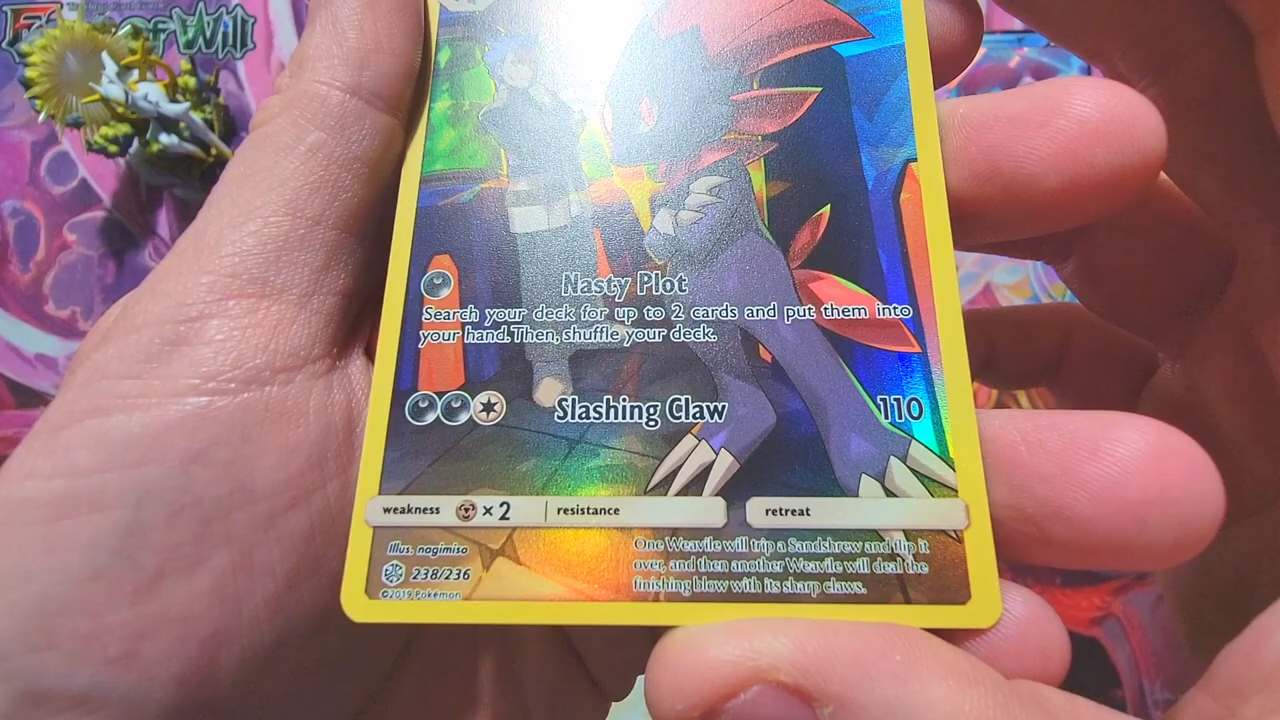 of Will
Nasty Plot
Search your deck for up to 2 cards and put them into
your hand. Then, shuffle your deck.
Slashing Claw 110
weakness ×2 resistance retreat
Illus. nagimiso
238/236
©2019 Pokémon
One Weavile will trip a Sandshrew and flip it
over, and then another Weavile will deal the
finishing blow with its sharp claws.